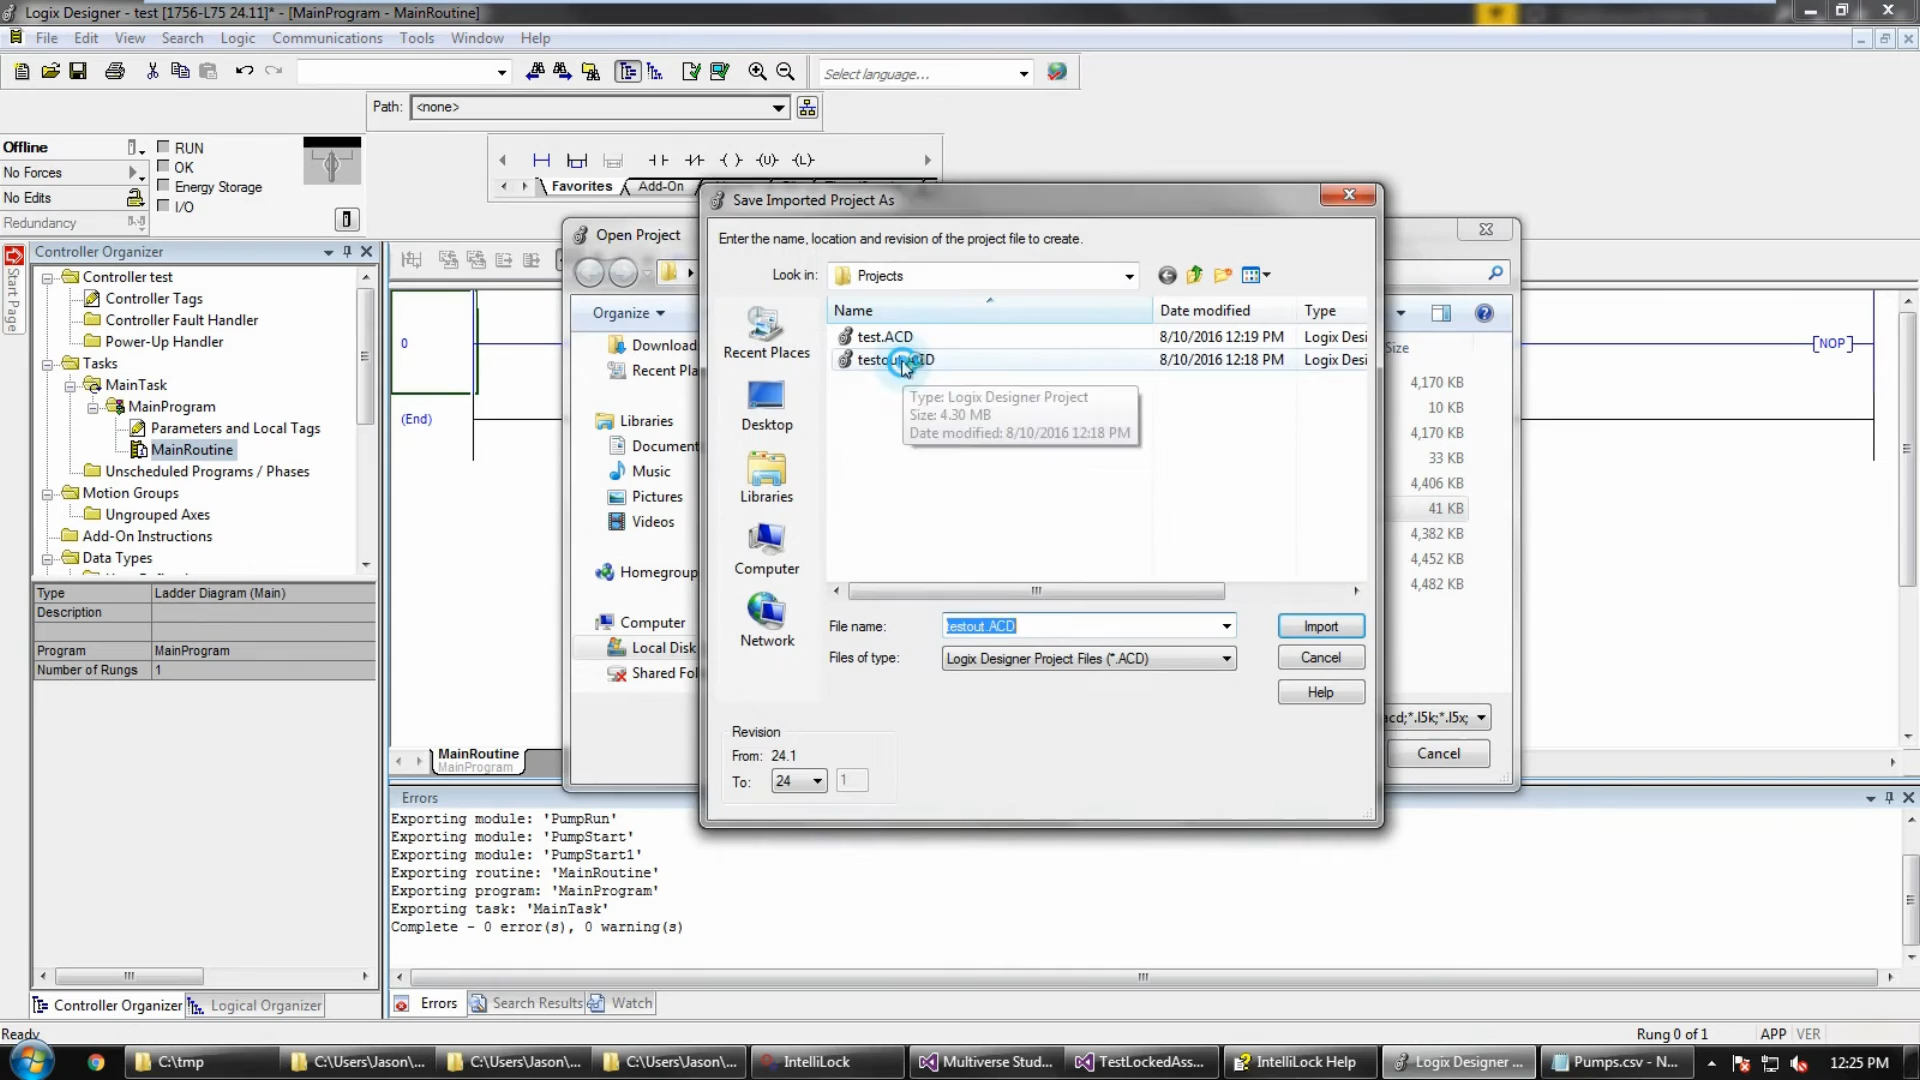 Logix Designer - test [1756-L75 24.11]* - [MainProgram - MainRoutine]
File Edit View Search Logic Communications Tools Window Help
Select language...
Path: <none>
Offline
RUN
No Forces
OK
No Edits
Energy Storage
Redundancy
I/O
Favorites
Add-On
Start Page
Controller Organizer
Controller test
Controller Tags
Controller Fault Handler
Power-Up Handler
Tasks
MainTask
MainProgram
Parameters and Local Tags
MainRoutine
Unscheduled Programs / Phases
Motion Groups
Ungrouped Axes
Add-On Instructions
Data Types
Type Ladder Diagram (Main)
Description
Program MainProgram
Number of Rungs 1
Controller Organizer Logical Organizer
0
(End)
NOP
MainRoutine
MainProgram
Open Project
Organize
Download
Recent Pla
Libraries
Document
Music
Pictures
Videos
Homegroup
Computer
Local Disk
Shared Fol
Size
4,170 KB
10 KB
4,170 KB
33 KB
4,406 KB
41 KB
4,382 KB
4,452 KB
4,482 KB
acd;*.l5k;*.l5x;
Cancel
Save Imported Project As
Enter the name, location and revision of the project file to create.
Look in: Projects
Name Date modified Type
test.ACD 8/10/2016 12:19 PM Logix Desi
testout.ACD 8/10/2016 12:18 PM Logix Desi
Type: Logix Designer Project
Size: 4.30 MB
Date modified: 8/10/2016 12:18 PM
Recent Places
Desktop
Libraries
Computer
Network
File name: testout.ACD
Import
Files of type: Logix Designer Project Files (*.ACD)
Cancel
Help
Revision
From: 24.1
To: 24 1
Errors
Exporting module: 'PumpRun'
Exporting module: 'PumpStart'
Exporting module: 'PumpStart1'
Exporting routine: 'MainRoutine'
Exporting program: 'MainProgram'
Exporting task: 'MainTask'
Complete - 0 error(s), 0 warning(s)
Errors Search Results Watch
Ready
Rung 0 of 1 APP VER
C:\tmp
C:\Users\Jason\...
C:\Users\Jason\...
C:\Users\Jason\...
IntelliLock
Multiverse Stud...
TestLockedAss...
IntelliLock Help
Logix Designer ...
Pumps.csv - N...
12:25 PM